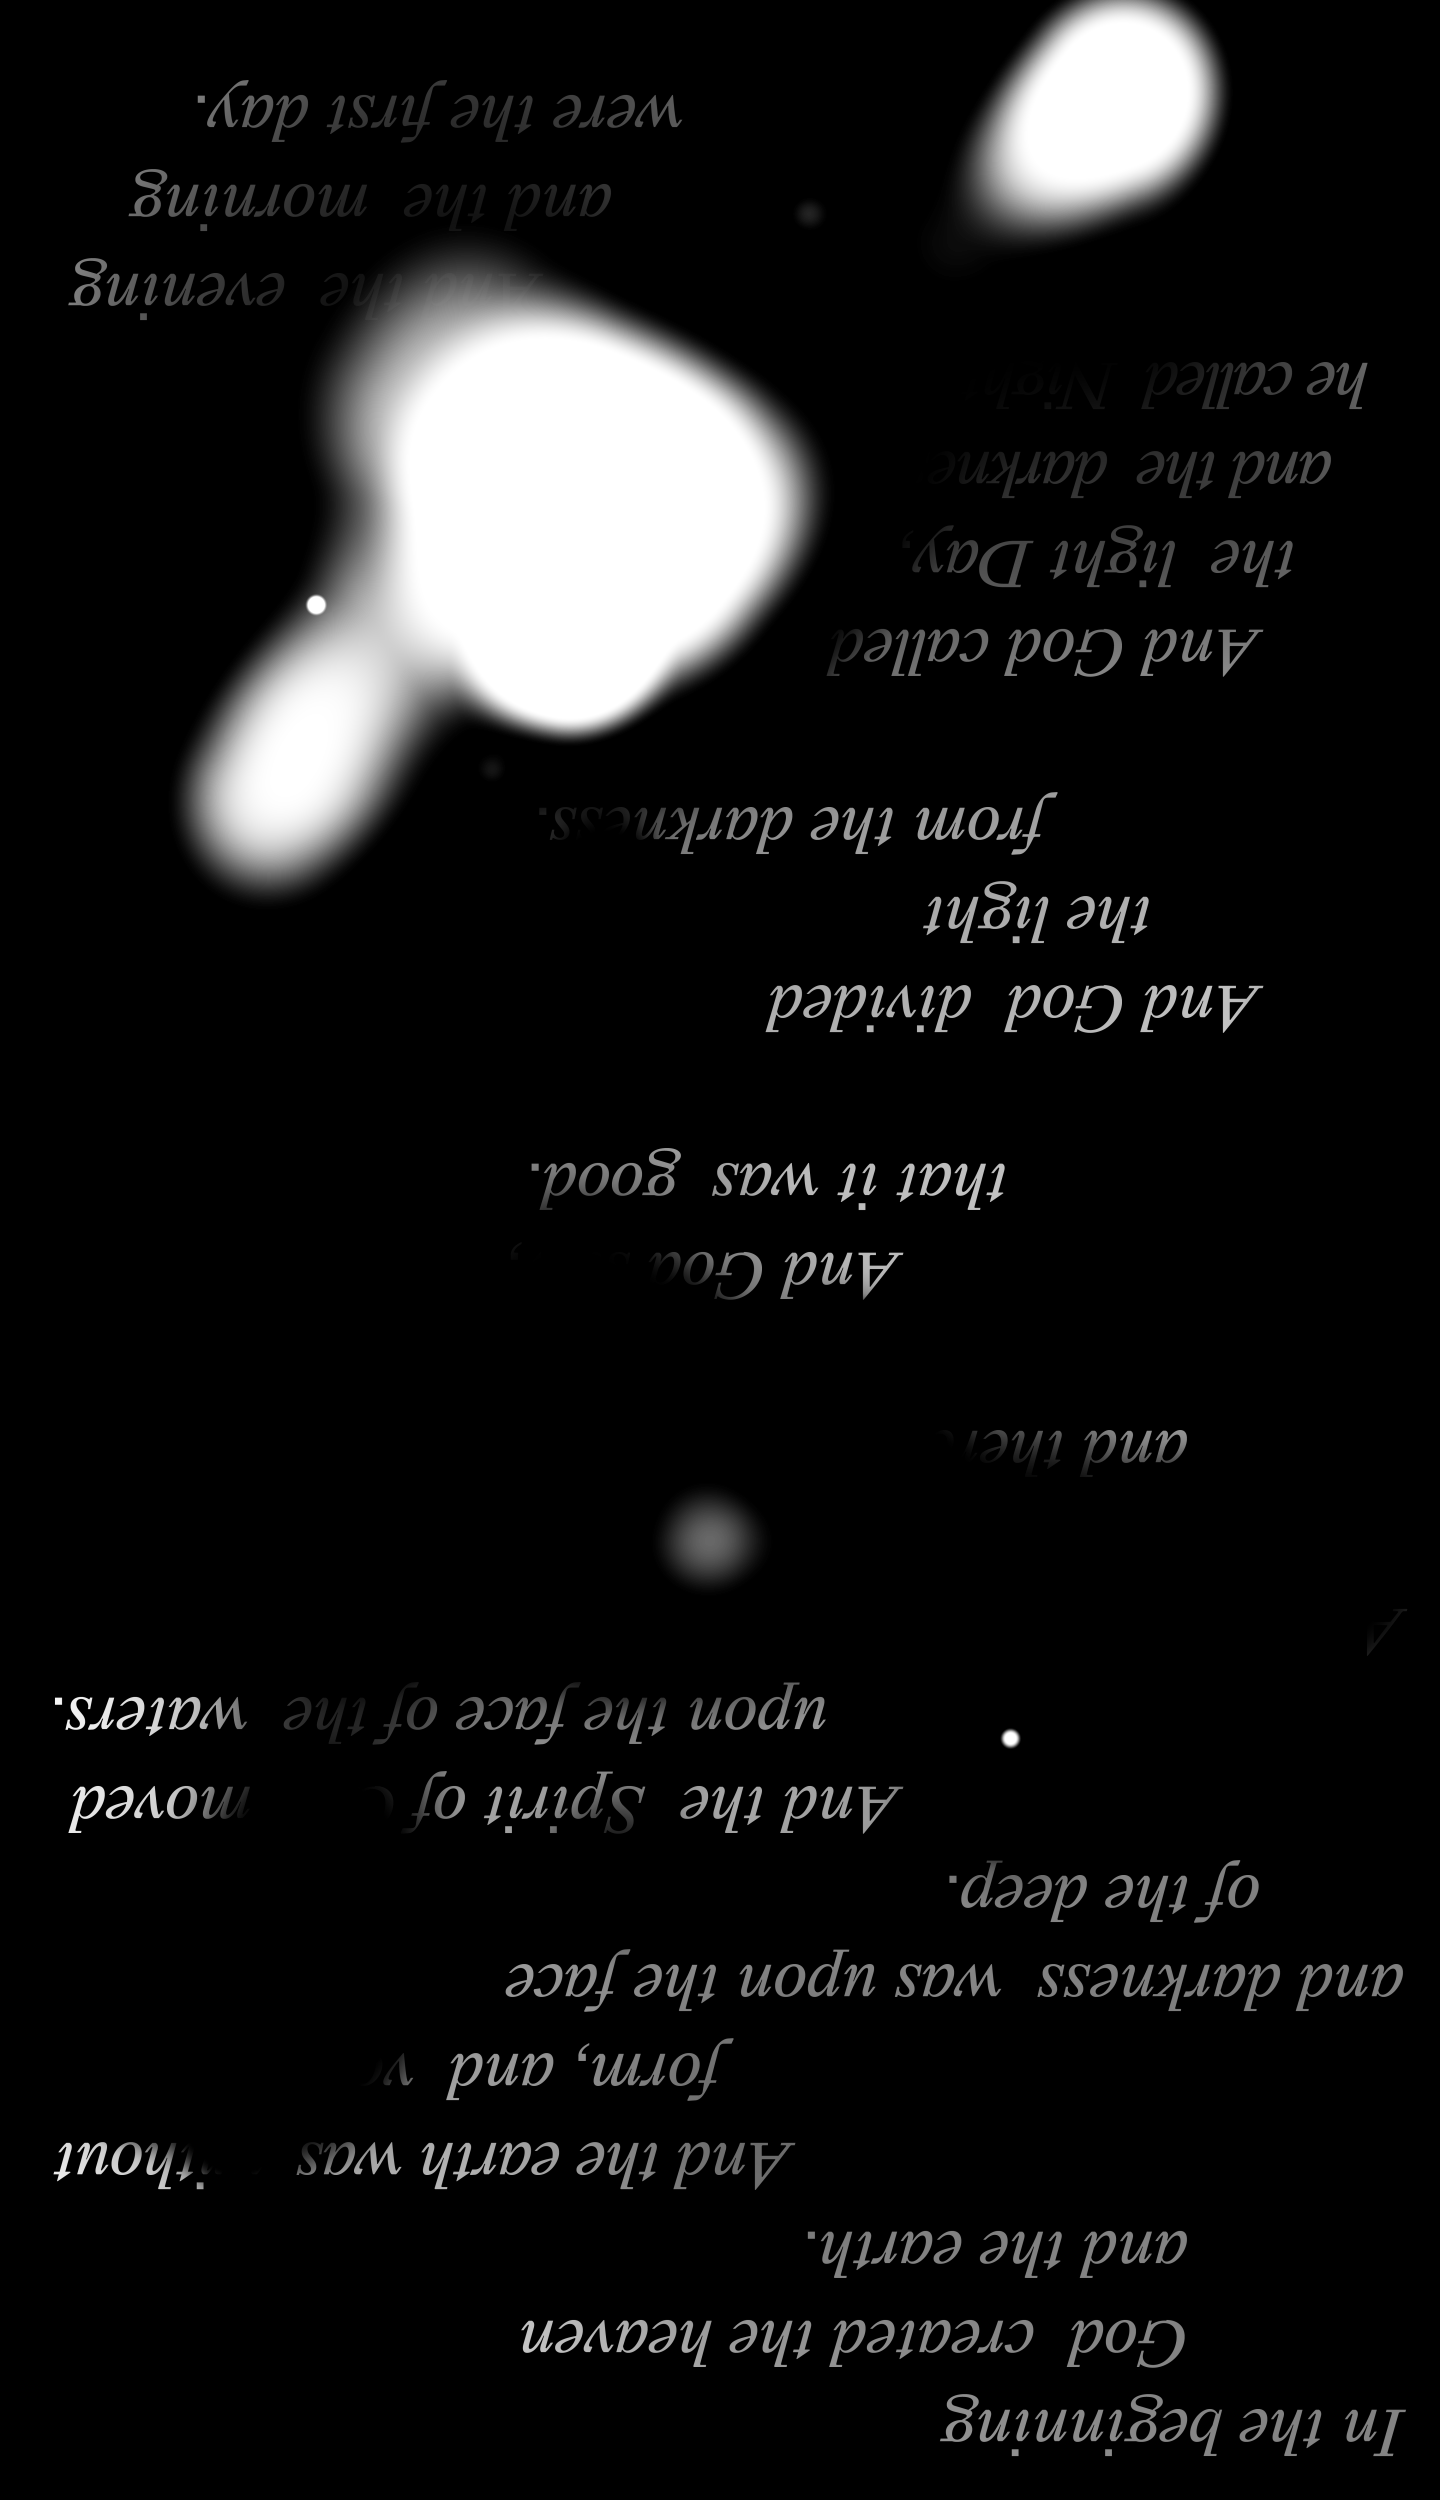 In the beginning
God created the heaven
and the earth.
And the earth was without
form, and
and darkness was upon the face
of the deep.
And the Spirit of moved
upon the face of the waters.
and
And God
that it was good.
And God divided
the light
from the darkness.
And God called
the light Day,
and the
he called Night
And the evening
and the morning
were the first day.